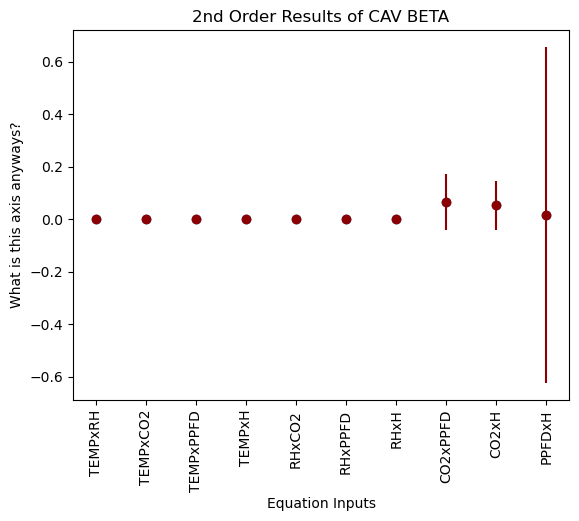 2nd Order Results of CAV BETA
What is this axis anyways?
0.6
0.4
0.2
0.0
−0.2
−0.4
−0.6
TEMPxRH
TEMPxCO2
TEMPxPPFD
TEMPxH
RHxCO2
RHxPPFD
RHxH
CO2xPPFD
CO2xH
PPFDxH
Equation Inputs